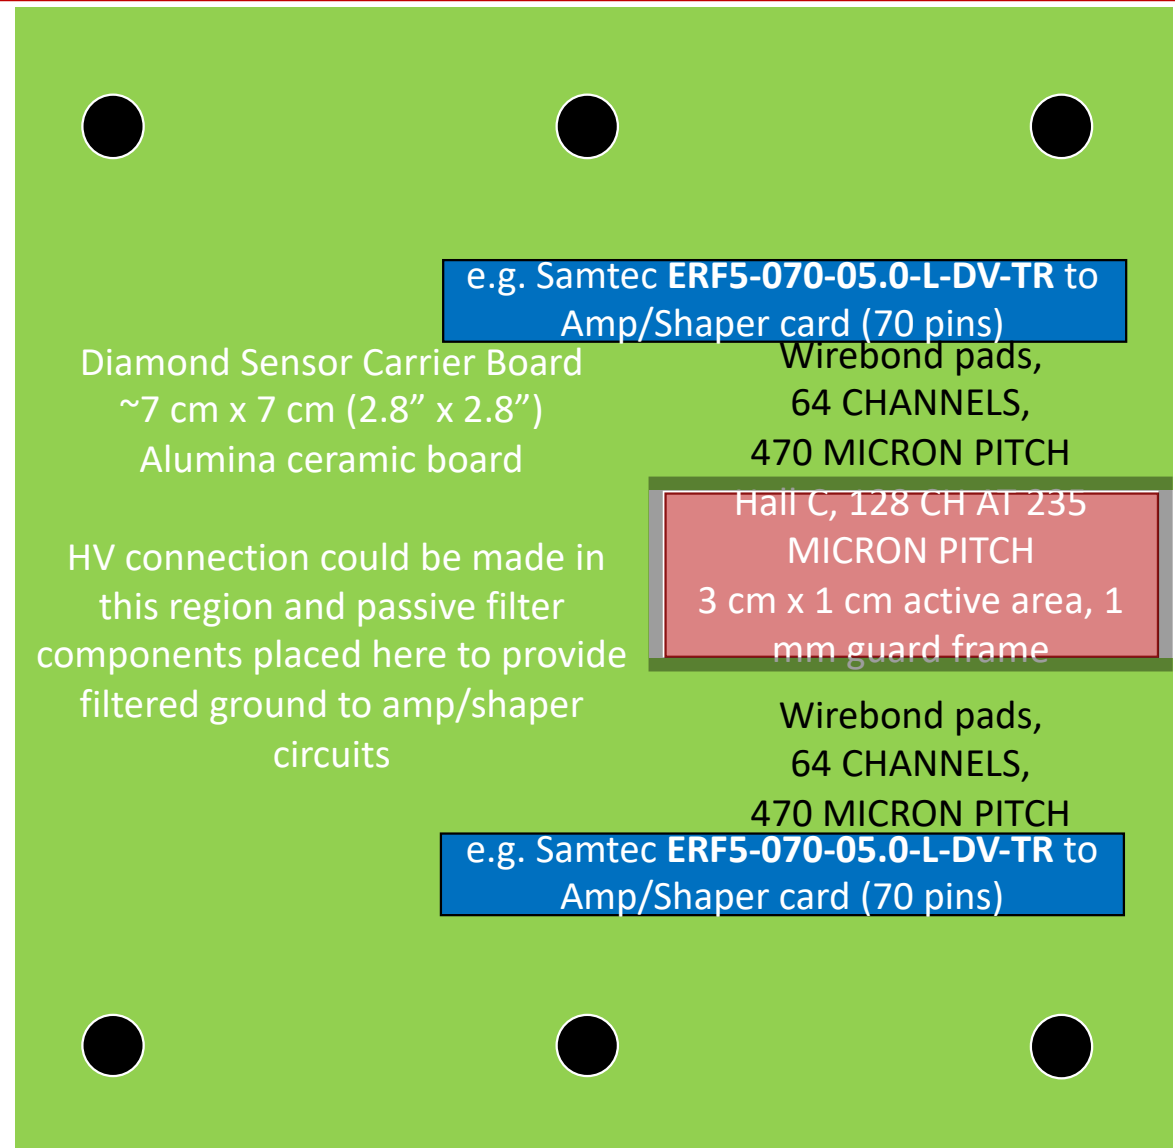 e.g. Samtec ERF5-070-05.0-L-DV-TR to
Amp/Shaper card (70 pins)
Diamond Sensor Carrier Board
~7 cm x 7 cm (2.8” x 2.8”)
Alumina ceramic board
HV connection could be made in
this region and passive filter
components placed here to provide
filtered ground to amp/shaper
circuits
Wirebond pads,
64 CHANNELS,
470 MICRON PITCH
Hall C, 128 CH AT 235
MICRON PITCH
3 cm x 1 cm active area, 1
mm guard frame
Wirebond pads,
64 CHANNELS,
470 MICRON PITCH
e.g. Samtec ERF5-070-05.0-L-DV-TR to
Amp/Shaper card (70 pins)